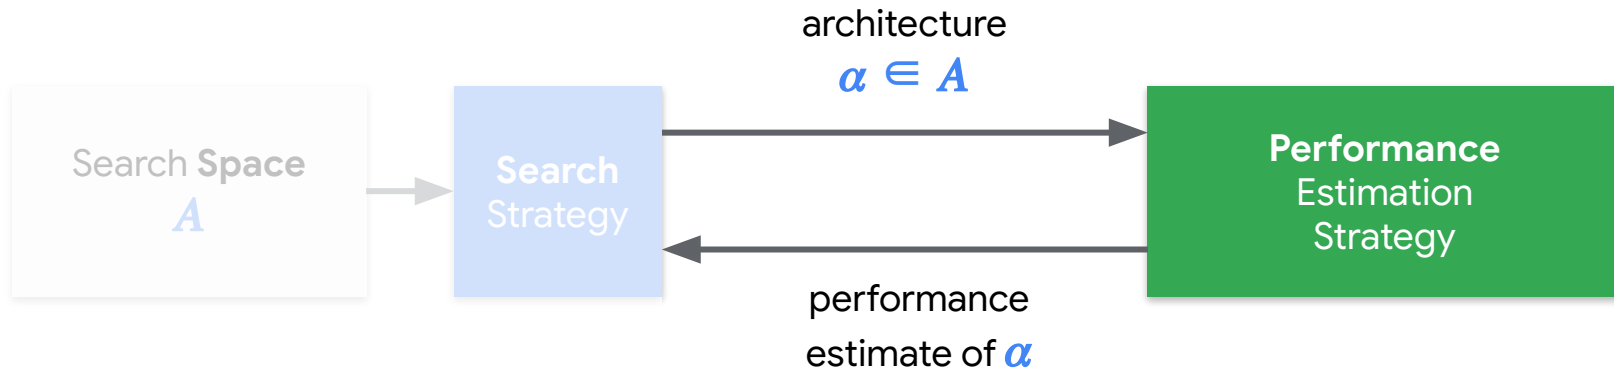 architecture
α ∈ A
Search Space
A
Search
Strategy
Performance
Estimation
Strategy
performance
estimate of α